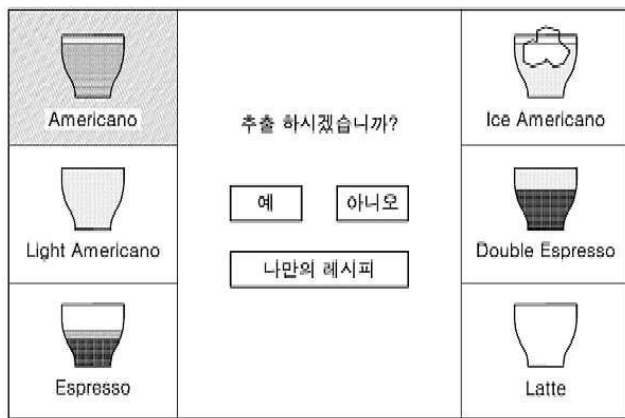 Americano
Light Americano
Espresso
추출 하시겠습니까?
예
아니오
나만의 레시피
Ice Americano
Double Espresso
Latte